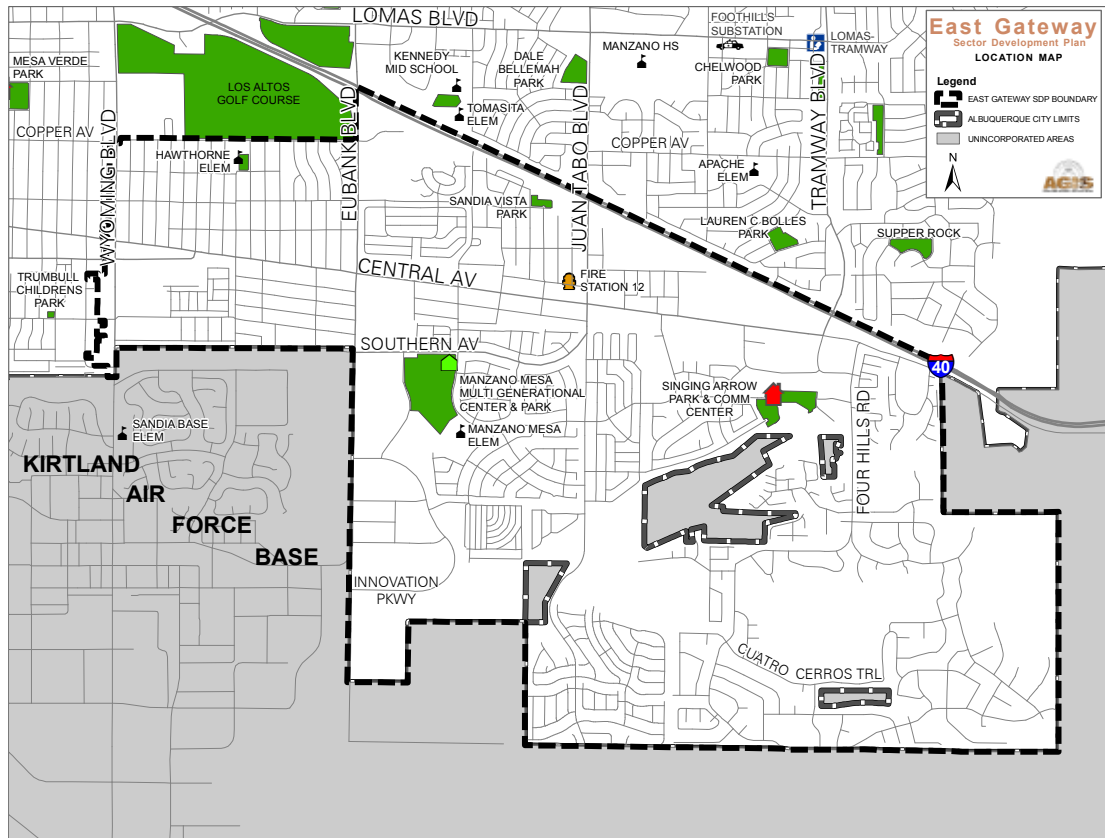 LOMAS BLVD
FOOTHILLS
SUBSTATION
LOMAS-
TRAMWAY
East Gateway
Sector Development Plan
LOCATION MAP
Legend
EAST GATEWAY SDP BOUNDARY
ALBUQUERQUE CITY LIMITS
UNINCORPORATED AREAS
N
AGIS
MESA VERDE
PARK
KENNEDY
MID SCHOOL
DALE
BELLEMAH
PARK
MANZANO HS
CHELWOOD
PARK
LOS ALTOS
GOLF COURSE
TOMASITA
ELEM
COPPER AV
COPPER AV
HAWTHORNE
ELEM
APACHE
ELEM
WYOMING BLVD
EUBANK BLVD
JUAN TABO BLVD
TRAMWAY BLVD
SANDIA VISTA
PARK
LAUREN C BOLLES
PARK
SUPPER ROCK
CENTRAL AV
TRUMBULL
CHILDRENS
PARK
FIRE
STATION 12
SOUTHERN AV
40
MANZANO MESA
MULTI GENERATIONAL
CENTER & PARK
SINGING ARROW
PARK & COMM
CENTER
FOUR HILLS RD
SANDIA BASE
ELEM
MANZANO MESA
ELEM
KIRTLAND
AIR
FORCE
BASE
INNOVATION
PKWY
CUATRO CERROS TRL